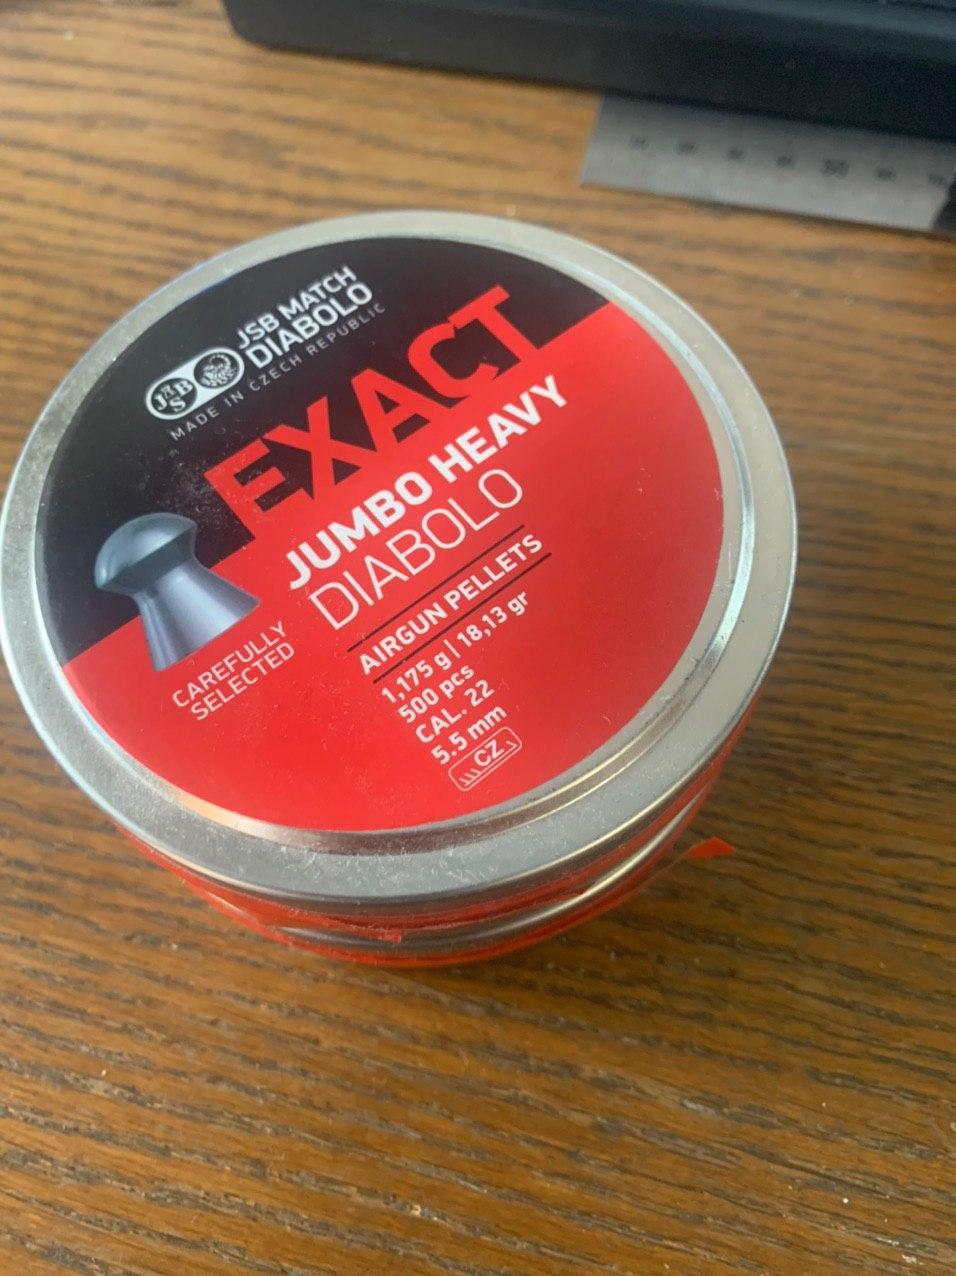 JSB MATCH
DIABOLO
MADE IN CZECH REPUBLIC
JSB
EXACT
JUMBO HEAVY
DIABOLO
CAREFULLY
SELECTED
AIRGUN PELLETS
1,175 g | 18,13 gr
500 pcs
CAL. 22
5.5 mm
CZ